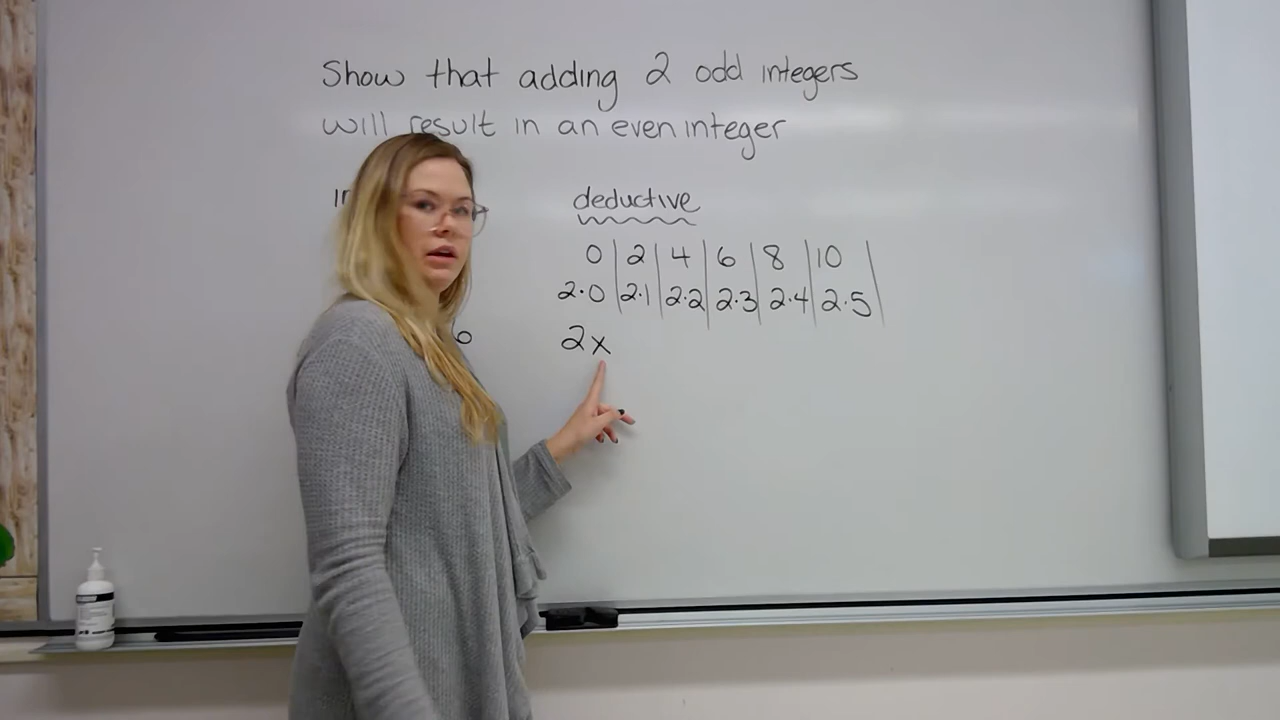 Show that adding 2 odd integers
will result in an even integer
deductive
0 | 2 | 4 | 6 | 8 | 10 |
2·0 | 2·1 | 2·2 | 2·3 | 2·4 | 2·5 |
2x